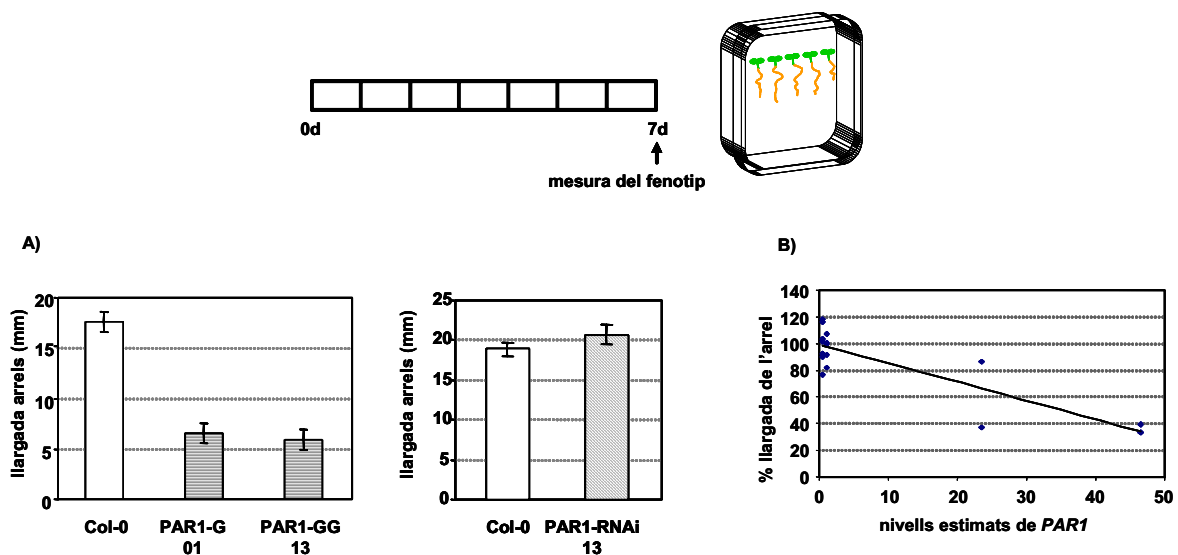 0d
7d
mesura del fenotip
A)
llargada arrels (mm)
20
15
10
5
0
Col-0
PAR1-G
01
PAR1-GG
13
llargada arrels (mm)
25
20
15
10
5
0
Col-0
PAR1-RNAi
13
B)
% llargada de l'arrel
140
120
100
80
60
40
20
0
0
10
20
30
40
50
nivells estimats de PAR1